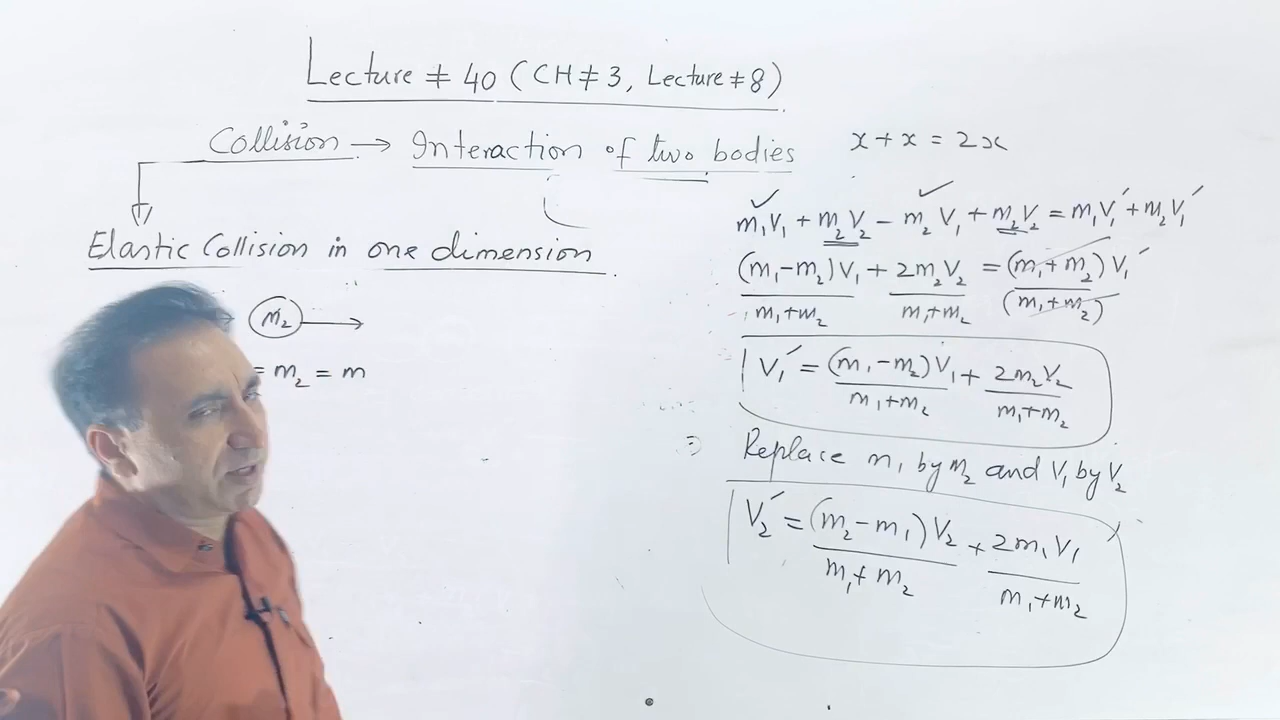 Lecture # 40 (CH # 3, Lecture # 8)
Collision → Interaction of two bodies
Elastic Collision in one dimension
m₂ →
= m₂ = m
x + x = 2x
m₁V₁ + m₂V₂ − m₂V₁ + m₂V₂ = m₁V₁′ + m₂V₁′
(m₁−m₂)V₁/m₁+m₂ + 2m₂V₂/m₁+m₂ = (m₁+m₂)V₁′/(m₁+m₂)
V₁′ = (m₁−m₂)V₁/m₁+m₂ + 2m₂V₂/m₁+m₂
Replace m₁ by m₂ and V₁ by V₂
V₂′ = (m₂−m₁)V₂/m₁+m₂ + 2m₁V₁/m₁+m₂